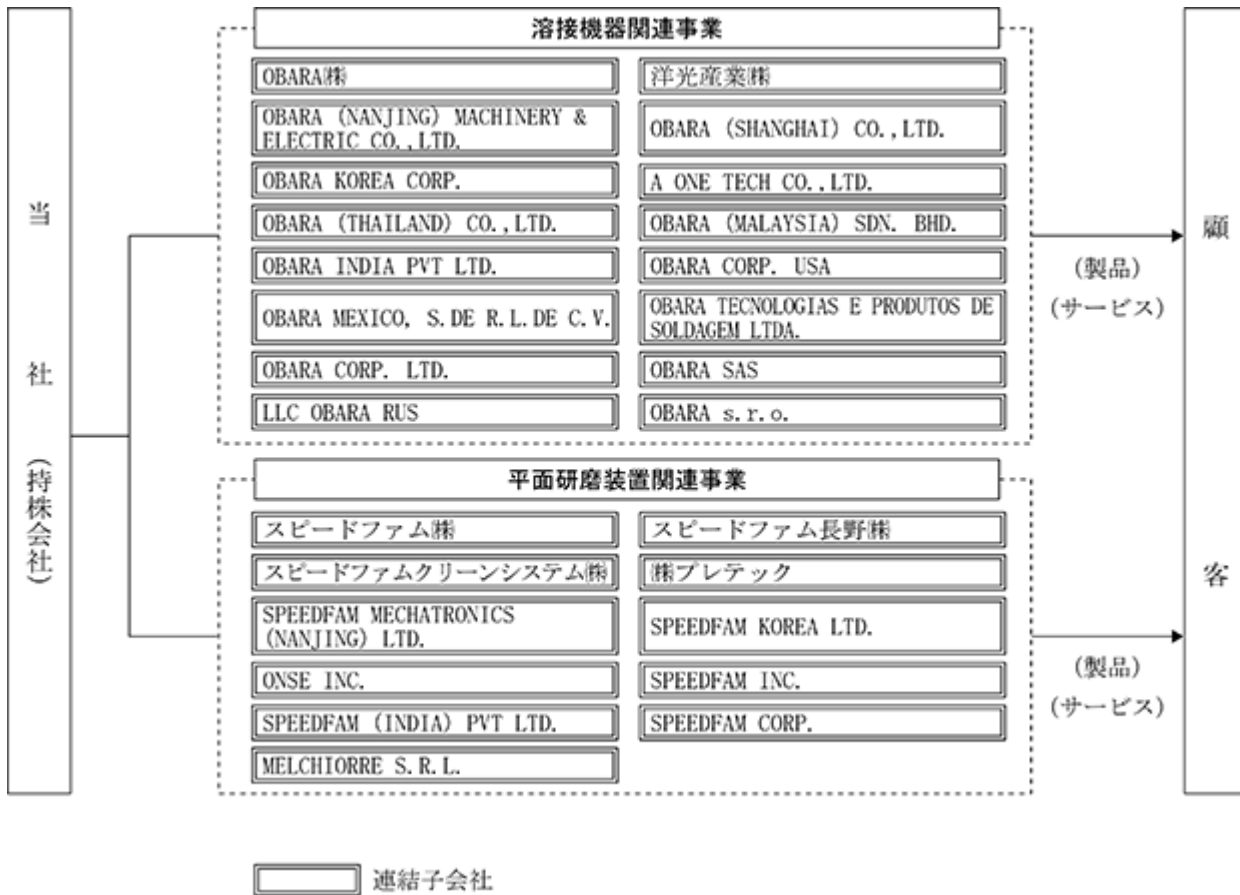 当社(持株会社)
溶接機器関連事業
OBARA㈱
洋光産業㈱
OBARA (NANJING) MACHINERY &
ELECTRIC CO.,LTD.
OBARA (SHANGHAI) CO.,LTD.
OBARA KOREA CORP.
A ONE TECH CO.,LTD.
OBARA (THAILAND) CO.,LTD.
OBARA (MALAYSIA) SDN. BHD.
OBARA INDIA PVT LTD.
OBARA CORP. USA
OBARA MEXICO, S.DE R.L.DE C.V.
OBARA TECNOLOGIAS E PRODUTOS DE
SOLDAGEM LTDA.
OBARA CORP. LTD.
OBARA SAS
LLC OBARA RUS
OBARA s.r.o.
(製品)
(サービス)
平面研磨装置関連事業
スピードファム㈱
スピードファム長野㈱
スピードファムクリーンシステム㈱
㈱プレテック
SPEEDFAM MECHATRONICS
(NANJING) LTD.
SPEEDFAM KOREA LTD.
ONSE INC.
SPEEDFAM INC.
SPEEDFAM (INDIA) PVT LTD.
SPEEDFAM CORP.
MELCHIORRE S.R.L.
(製品)
(サービス)
顧客
連結子会社